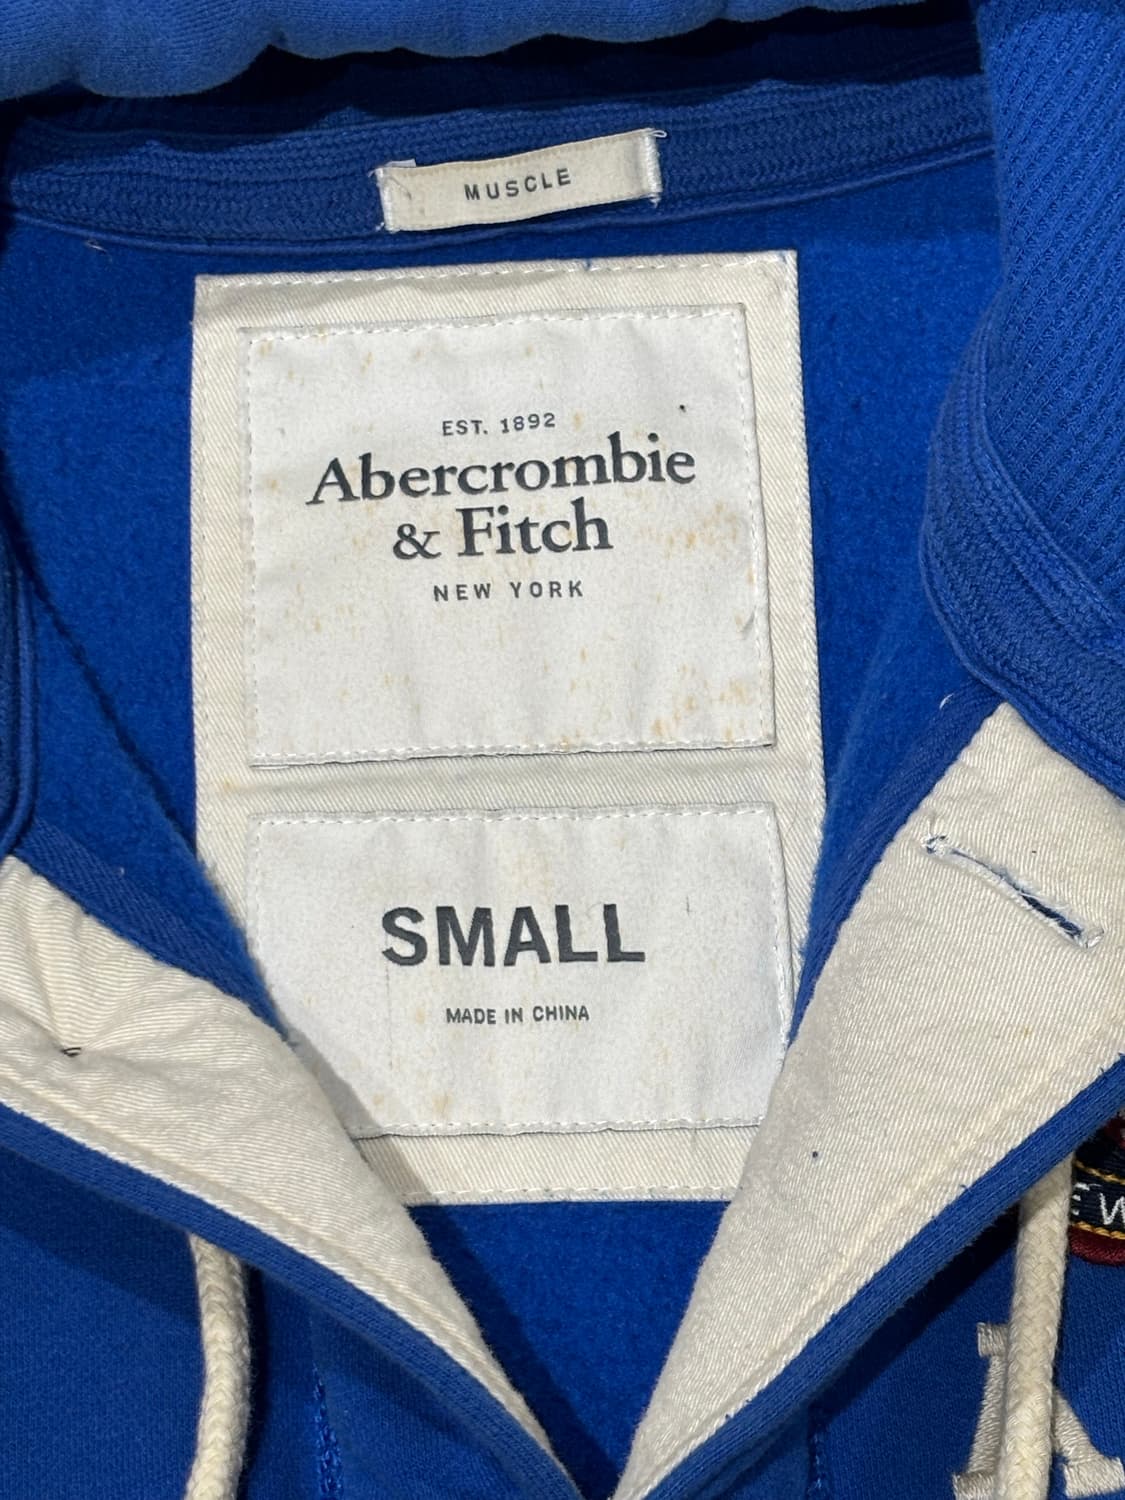 MUSCLE
EST. 1892
Abercrombie
& Fitch
NEW YORK
SMALL
MADE IN CHINA
A